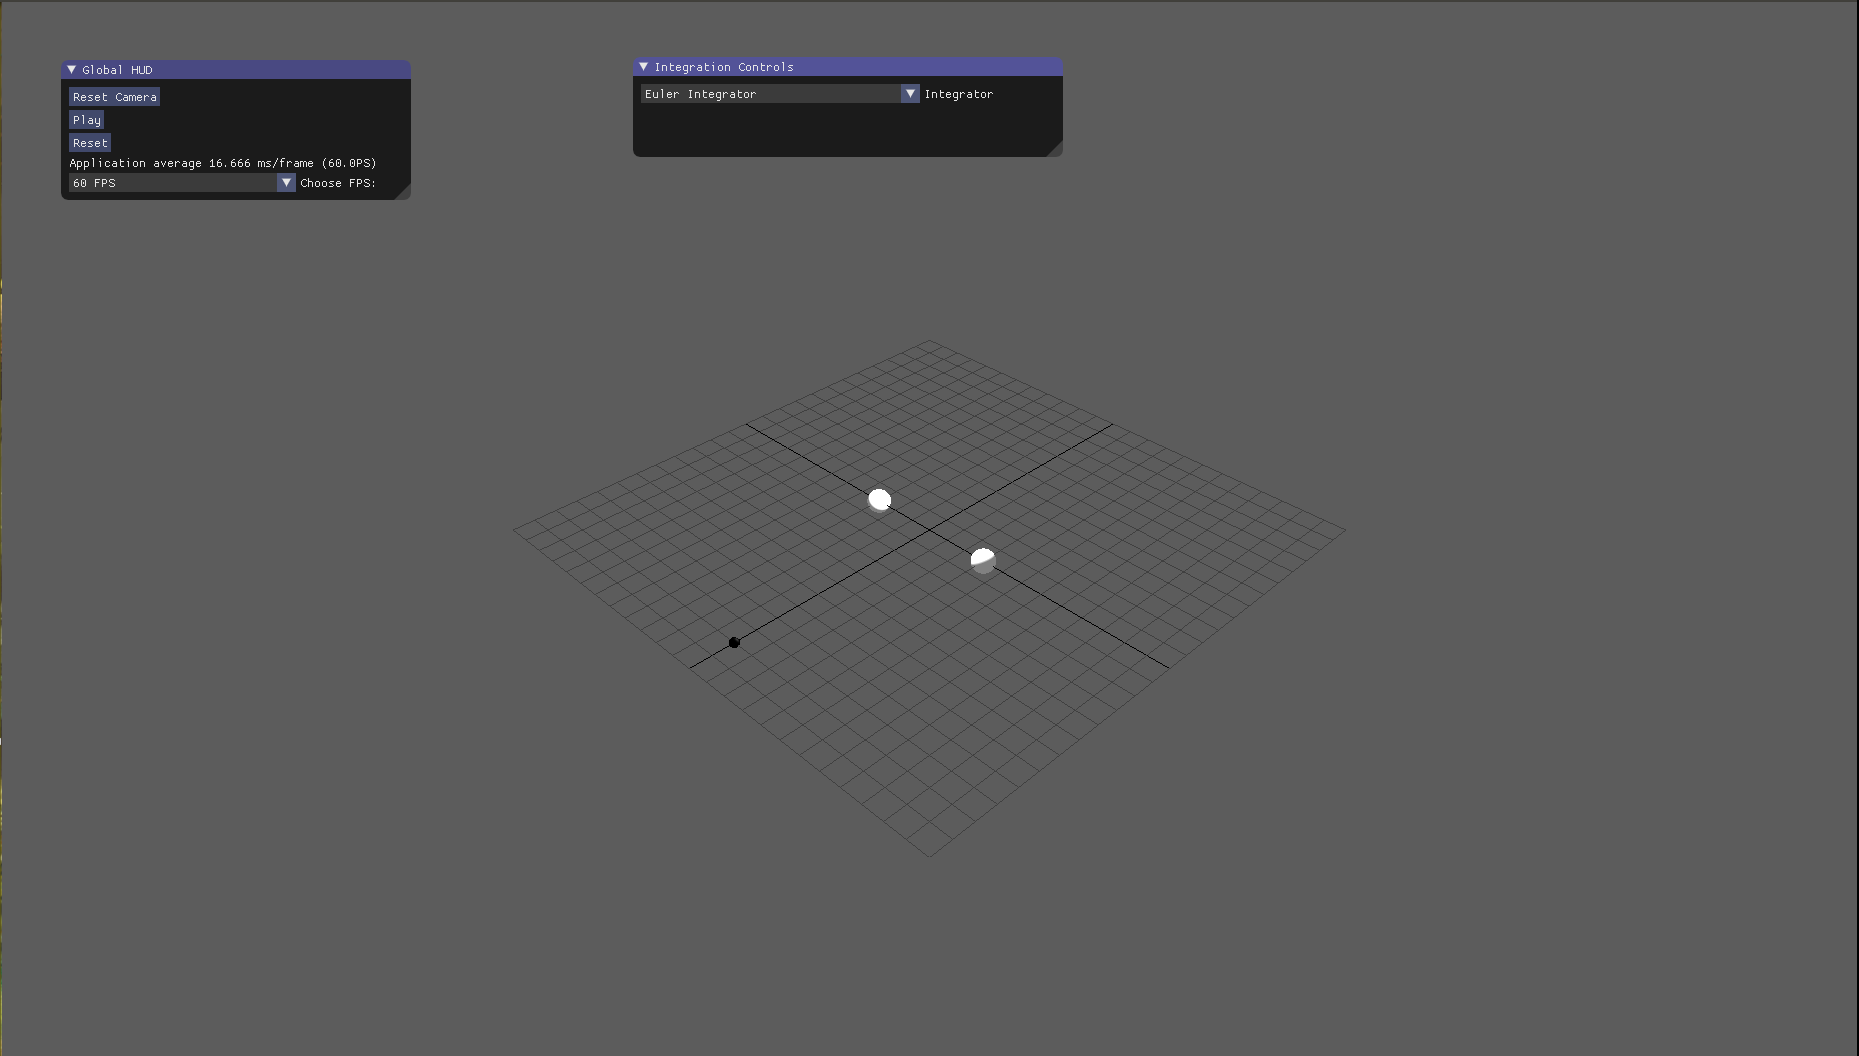 Global HUD
Reset Camera
Play
Reset
Application average 16.666 ms/frame (60.0PS)
60 FPS Choose FPS:
Integration Controls
Euler Integrator Integrator